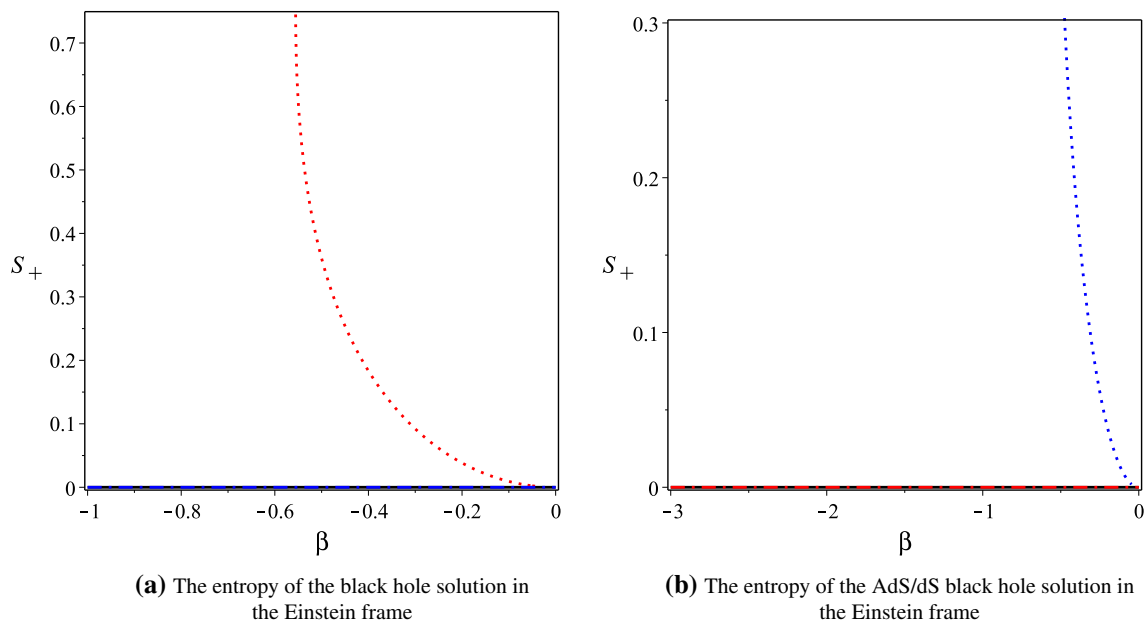 0.7
0.6
0.5
0.4
S+
0.3
0.2
0.1
0
−1
−0.8
−0.6
−0.4
−0.2
0
β
(a) The entropy of the black hole solution in
the Einstein frame
0.3
0.2
S+
0.1
0
−3
−2
−1
0
β
(b) The entropy of the AdS/dS black hole solution in
the Einstein frame